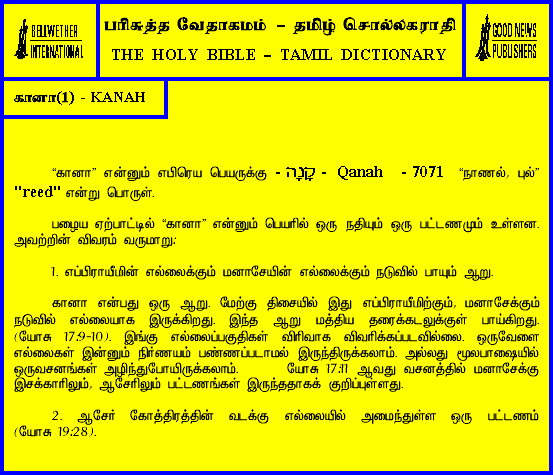 BELLWETHER
INTERNATIONAL
பரிசுத்த வேதாகமம் – தமிழ் சொல்லகராதி
THE HOLY BIBLE – TAMIL DICTIONARY
GOOD NEWS
PUBLISHERS
கானா(1) - KANAH
“கானா” என்னும் எபிரெய பெயருக்கு - קָנָה - Qanah - 7071 “நாணல், புல்”
"reed" என்று பொருள்.
பழைய ஏற்பாட்டில் “கானா” என்னும் பெயரில் ஒரு நதியும் ஒரு பட்டணமும் உள்ளன.
அவற்றின் விவரம் வருமாறு:
1. எப்பிராயீமின் எல்லைக்கும் மனாசேயின் எல்லைக்கும் நடுவில் பாயும் ஆறு.
கானா என்பது ஒரு ஆறு. மேற்கு திசையில் இது எப்பிராயீமிற்கும், மனாசேக்கும்
நடுவில் எல்லையாக இருக்கிறது. இந்த ஆறு மத்திய தரைக்கடலுக்குள் பாய்கிறது.
(யோசு 17:9-10). இங்கு எல்லைப்பகுதிகள் விரிவாக விவரிக்கப்படவில்லை. ஒருவேளை
எல்லைகள் இன்னும் நிர்ணயம் பண்ணப்படாமல் இருந்திருக்கலாம். அல்லது மூலபாஷையில்
ஒருவசனங்கள் அழிந்துபோயிருக்கலாம். யோசு 17:11 ஆவது வசனத்தில் மனாசேக்கு
இசக்காரிலும், ஆசேரிலும் பட்டணங்கள் இருந்ததாகக் குறிப்புள்ளது.
2. ஆசேர் கோத்திரத்தின் வடக்கு எல்லையில் அமைந்துள்ள ஒரு பட்டணம்
(யோசு 19:28).